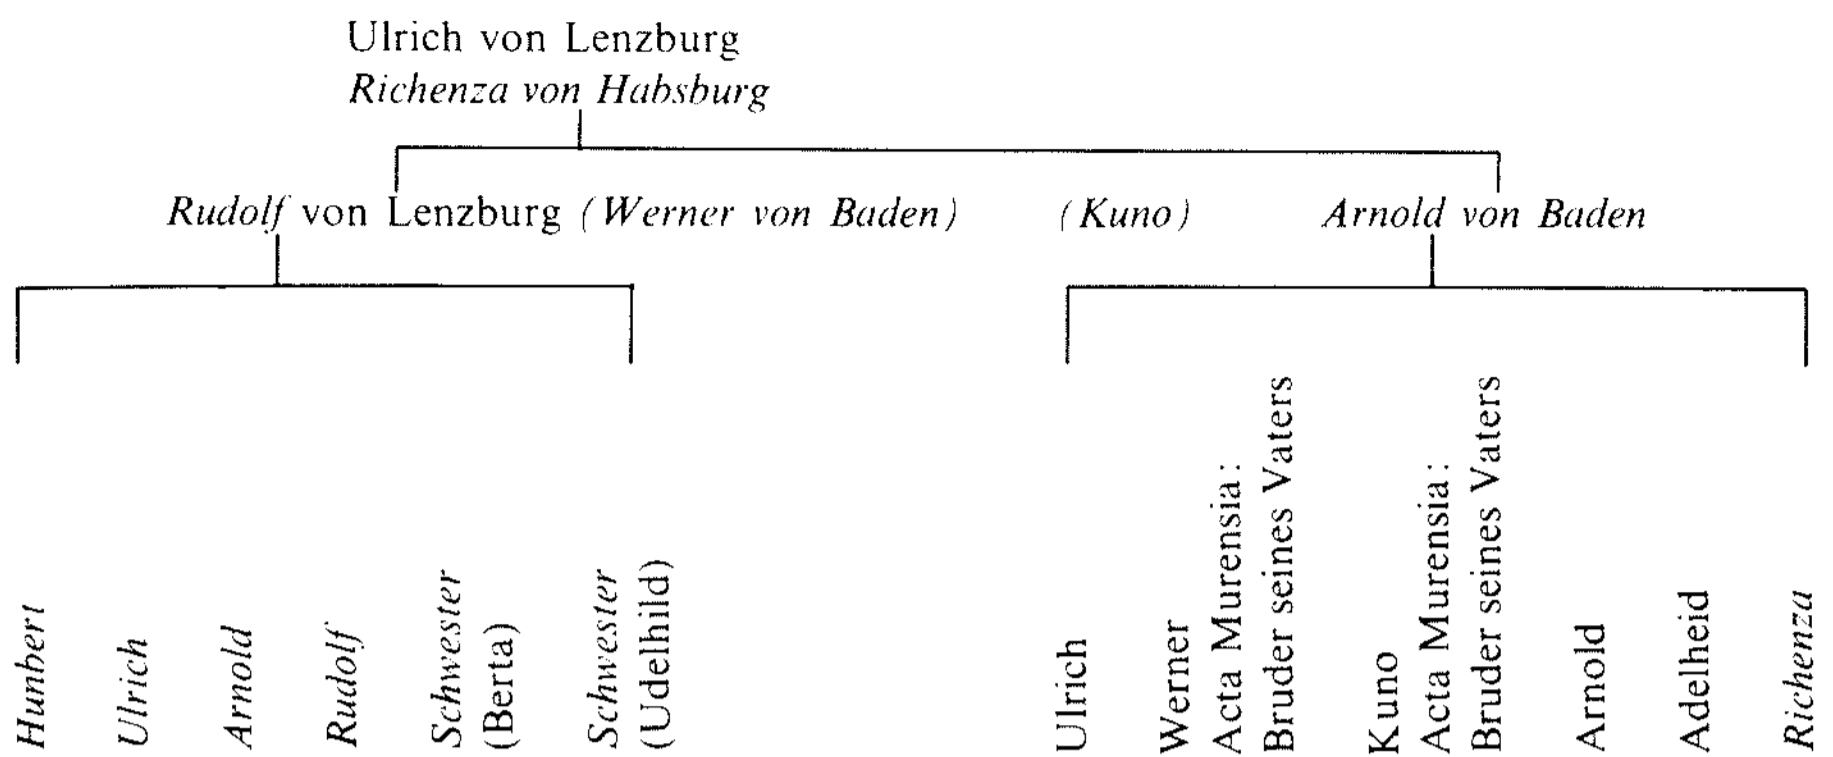 Ulrich von Lenzburg
Richenza von Habsburg
Rudolf von Lenzburg (Werner von Baden) (Kuno) Arnold von Baden
Hunbert
Ulrich
Arnold
Rudolf
Schwester
(Berta)
Schwester
(Udelhild)
Ulrich
Werner
Acta Murensia:
Bruder seines Vaters
Kuno
Acta Murensia:
Bruder seines Vaters
Arnold
Adelheid
Richenza